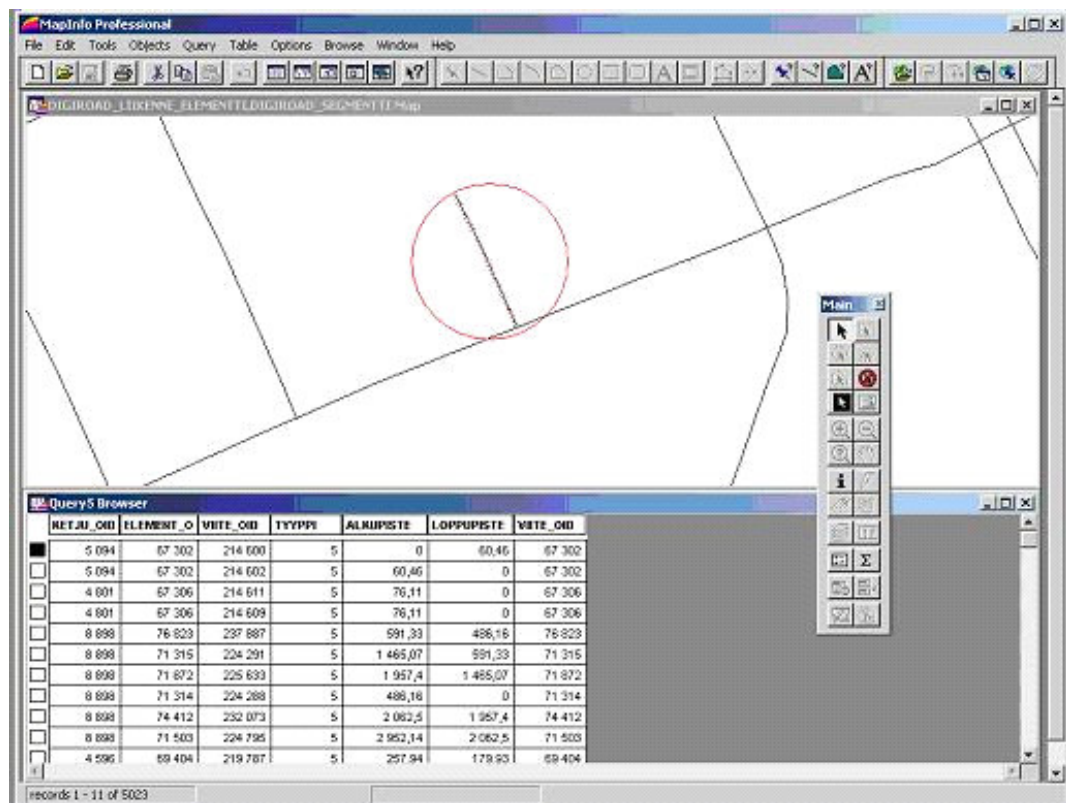 MapInfo Professional
File Edit Tools Objects Query Table Options Browse Window Help
DIGIROAD_LIIKENNE_ELEMENTTI,DIGIROAD_SEGMENTTI Map
Main
Query5 Browser
KETJU_OID ELEMENT_O VIITE_OID TYYPPI ALKUPISTE LOPPUPISTE VIITE_OID
5 094 67 302 214 600 5 0 60,46 67 302
5 094 67 302 214 602 5 60,46 0 67 302
4 801 67 306 214 611 5 76,11 0 67 306
4 801 67 306 214 609 5 76,11 0 67 306
8 898 76 823 237 887 5 591,33 486,16 76 823
8 898 71 315 224 291 5 1 465,07 591,33 71 315
8 898 71 872 225 633 5 1 957,4 1 465,07 71 872
8 898 71 314 224 288 5 486,16 0 71 314
8 898 74 412 232 073 5 2 062,5 1 957,4 74 412
8 898 71 503 224 795 5 2 952,14 2 062,5 71 503
4 596 69 404 219 787 5 257,94 179,93 69 404
records 1 - 11 of 5023